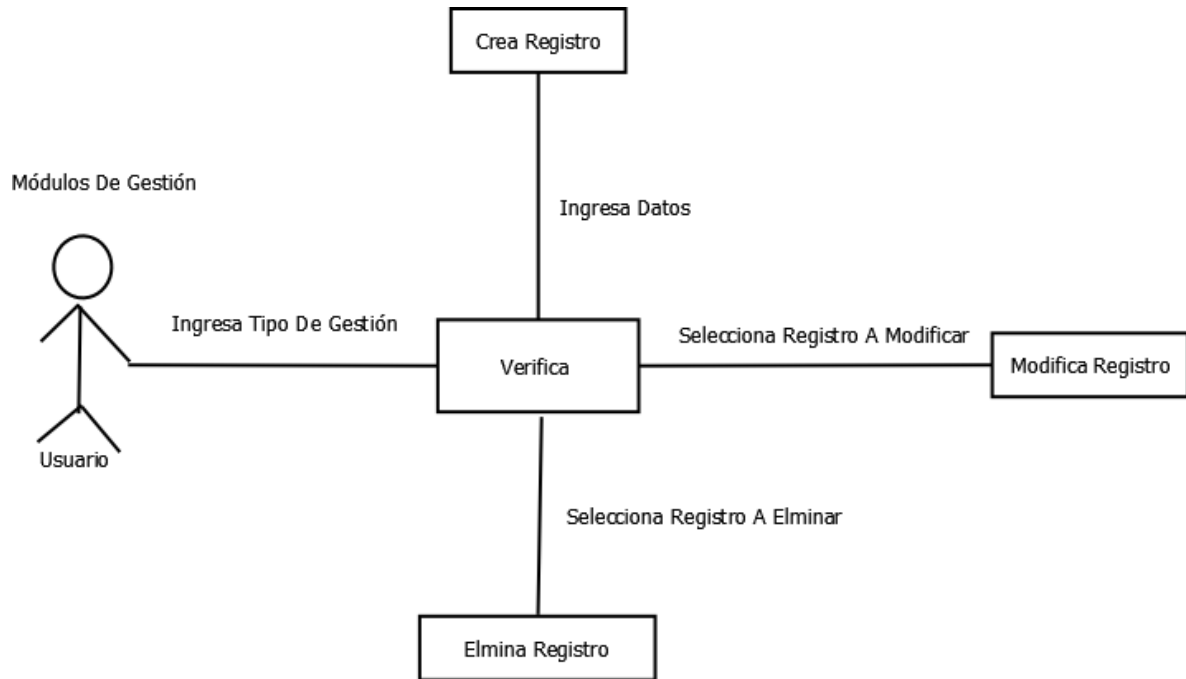 Crea Registro
Módulos De Gestión
Ingresa Datos
Ingresa Tipo De Gestión
Selecciona Registro A Modificar
Verifica
Modifica Registro
Usuario
Selecciona Registro A Elminar
Elmina Registro